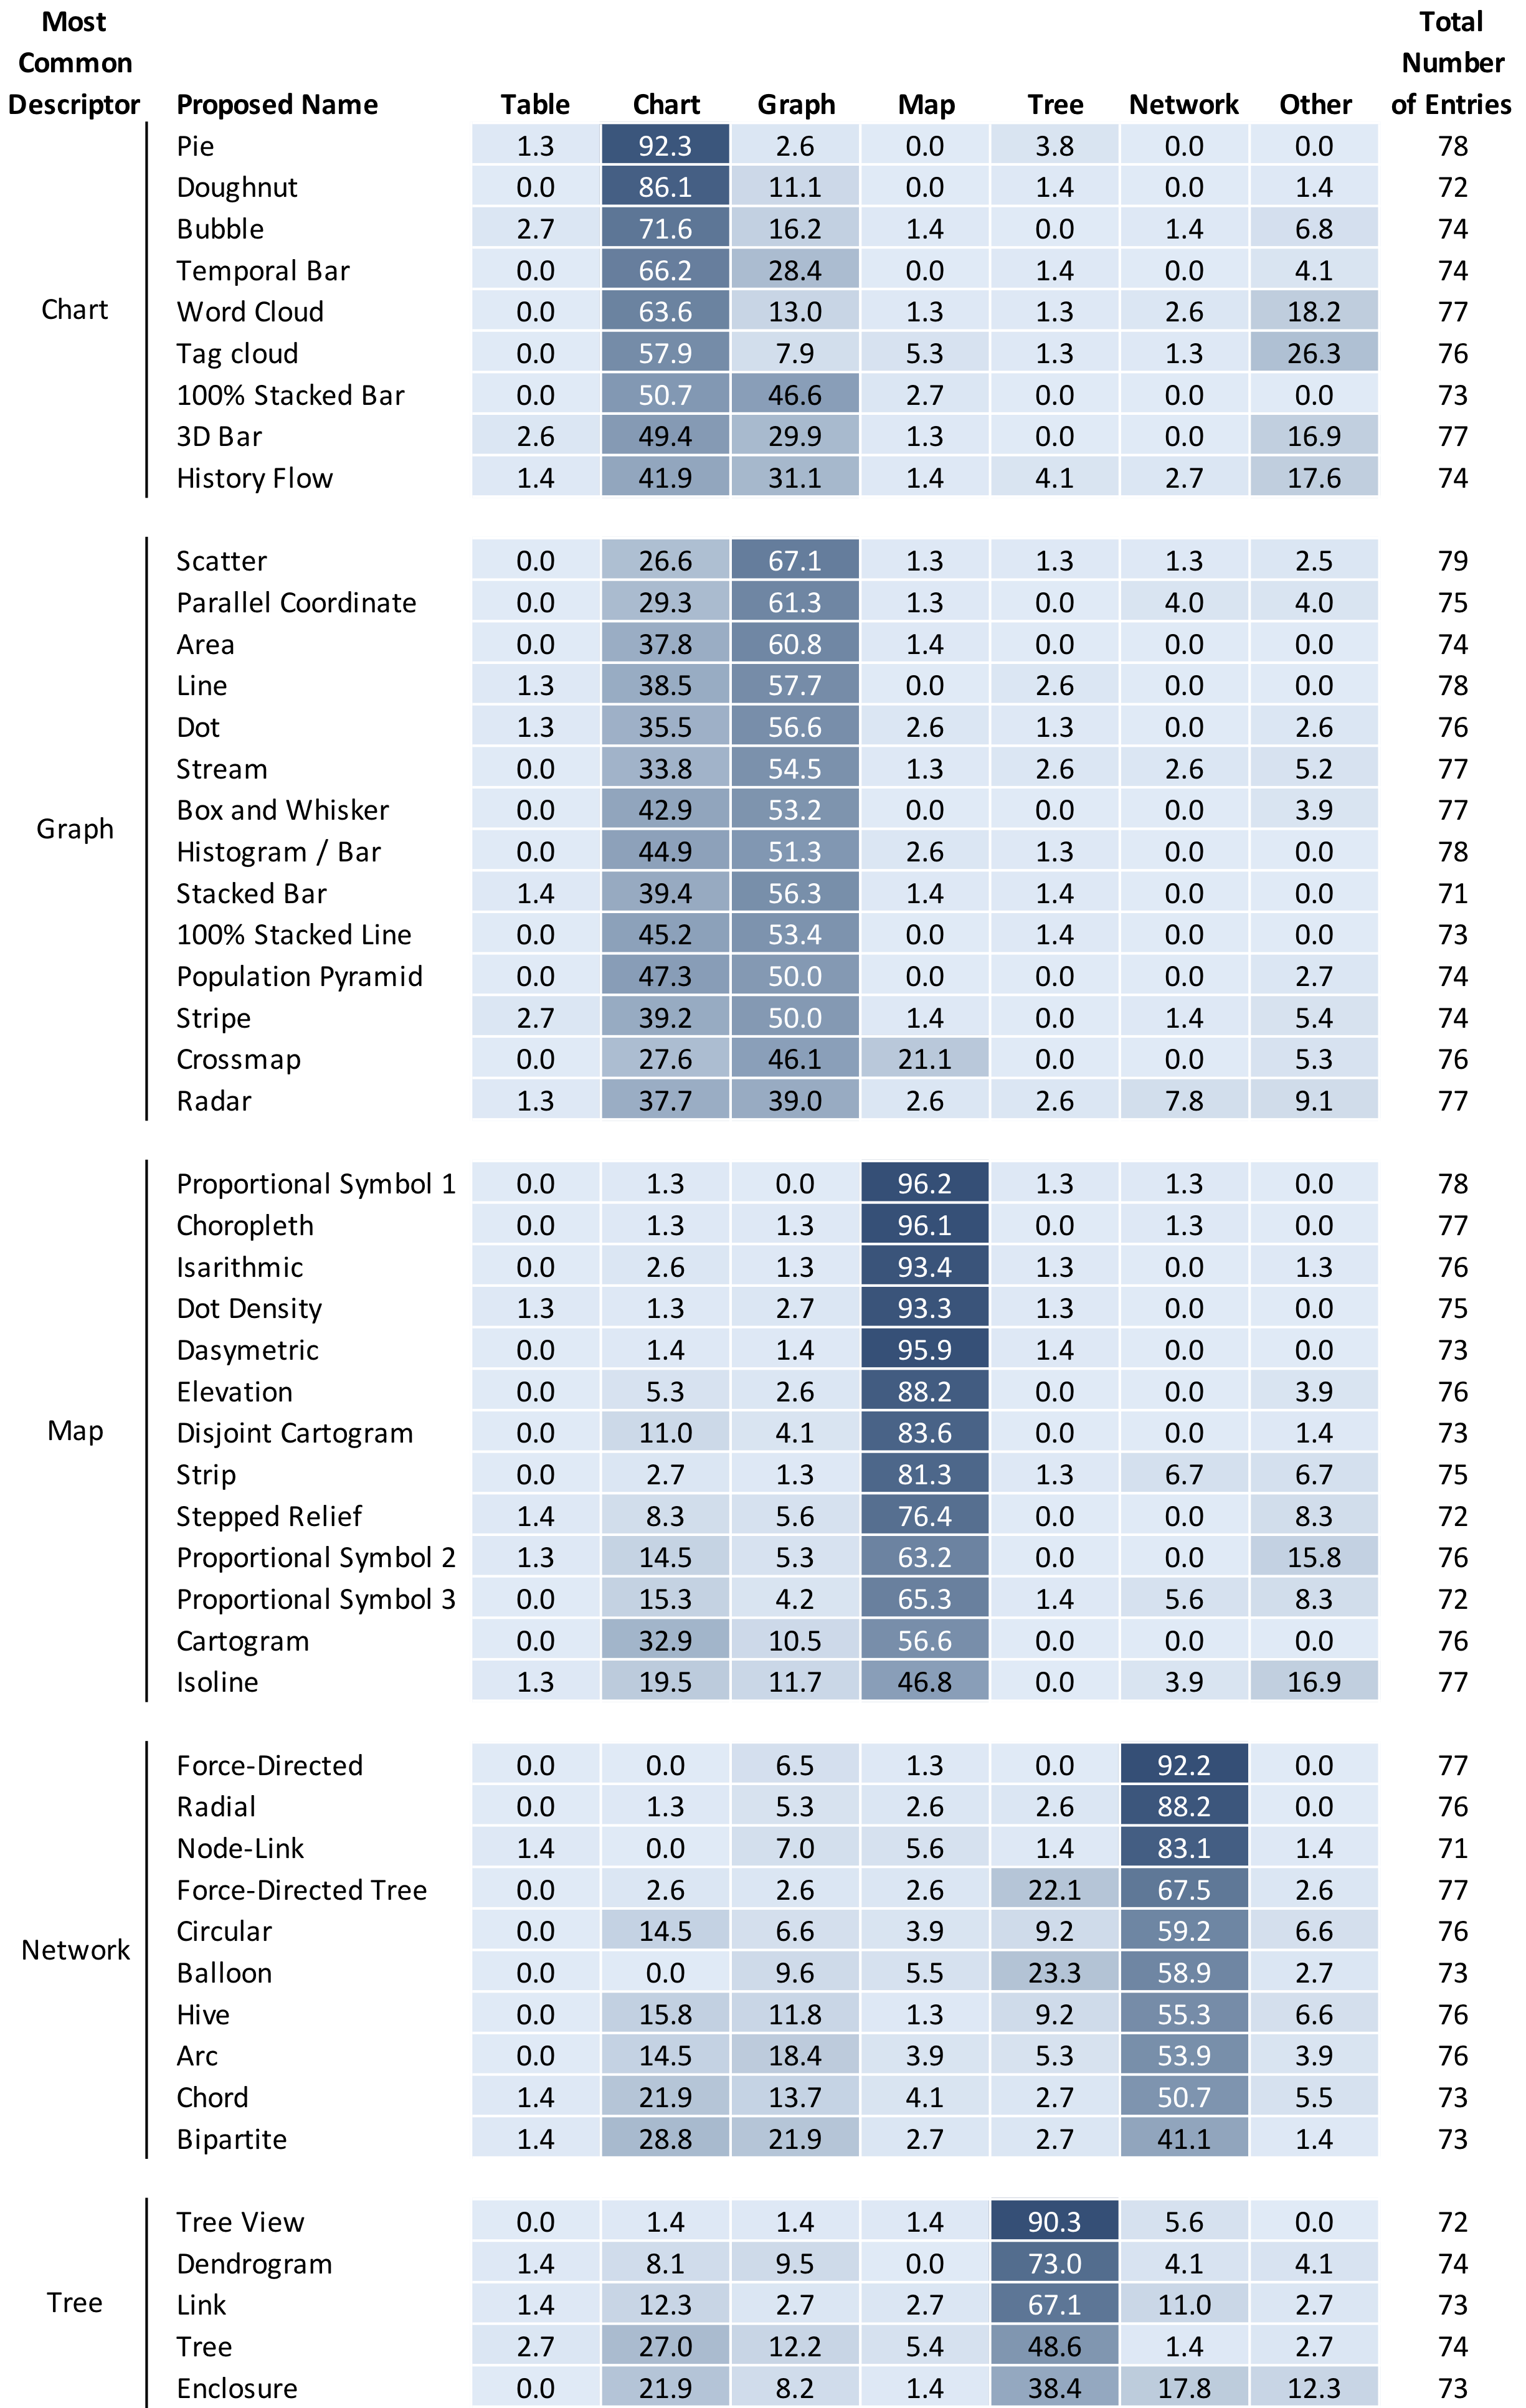 Most Total
Common Number
Descriptor Proposed Name Table Chart Graph Map Tree Network Other of Entries
Pie 1.3 92.3 2.6 0.0 3.8 0.0 0.0 78
Doughnut 0.0 86.1 11.1 0.0 1.4 0.0 1.4 72
Bubble 2.7 71.6 16.2 1.4 0.0 1.4 6.8 74
Temporal Bar 0.0 66.2 28.4 0.0 1.4 0.0 4.1 74
Chart Word Cloud 0.0 63.6 13.0 1.3 1.3 2.6 18.2 77
Tag cloud 0.0 57.9 7.9 5.3 1.3 1.3 26.3 76
100% Stacked Bar 0.0 50.7 46.6 2.7 0.0 0.0 0.0 73
3D Bar 2.6 49.4 29.9 1.3 0.0 0.0 16.9 77
History Flow 1.4 41.9 31.1 1.4 4.1 2.7 17.6 74
Scatter 0.0 26.6 67.1 1.3 1.3 1.3 2.5 79
Parallel Coordinate 0.0 29.3 61.3 1.3 0.0 4.0 4.0 75
Area 0.0 37.8 60.8 1.4 0.0 0.0 0.0 74
Line 1.3 38.5 57.7 0.0 2.6 0.0 0.0 78
Dot 1.3 35.5 56.6 2.6 1.3 0.0 2.6 76
Stream 0.0 33.8 54.5 1.3 2.6 2.6 5.2 77
Box and Whisker 0.0 42.9 53.2 0.0 0.0 0.0 3.9 77
Graph Histogram / Bar 0.0 44.9 51.3 2.6 1.3 0.0 0.0 78
Stacked Bar 1.4 39.4 56.3 1.4 1.4 0.0 0.0 71
100% Stacked Line 0.0 45.2 53.4 0.0 1.4 0.0 0.0 73
Population Pyramid 0.0 47.3 50.0 0.0 0.0 0.0 2.7 74
Stripe 2.7 39.2 50.0 1.4 0.0 1.4 5.4 74
Crossmap 0.0 27.6 46.1 21.1 0.0 0.0 5.3 76
Radar 1.3 37.7 39.0 2.6 2.6 7.8 9.1 77
Proportional Symbol 1 0.0 1.3 0.0 96.2 1.3 1.3 0.0 78
Choropleth 0.0 1.3 1.3 96.1 0.0 1.3 0.0 77
Isarithmic 0.0 2.6 1.3 93.4 1.3 0.0 1.3 76
Dot Density 1.3 1.3 2.7 93.3 1.3 0.0 0.0 75
Dasymetric 0.0 1.4 1.4 95.9 1.4 0.0 0.0 73
Elevation 0.0 5.3 2.6 88.2 0.0 0.0 3.9 76
Map Disjoint Cartogram 0.0 11.0 4.1 83.6 0.0 0.0 1.4 73
Strip 0.0 2.7 1.3 81.3 1.3 6.7 6.7 75
Stepped Relief 1.4 8.3 5.6 76.4 0.0 0.0 8.3 72
Proportional Symbol 2 1.3 14.5 5.3 63.2 0.0 0.0 15.8 76
Proportional Symbol 3 0.0 15.3 4.2 65.3 1.4 5.6 8.3 72
Cartogram 0.0 32.9 10.5 56.6 0.0 0.0 0.0 76
Isoline 1.3 19.5 11.7 46.8 0.0 3.9 16.9 77
Force-Directed 0.0 0.0 6.5 1.3 0.0 92.2 0.0 77
Radial 0.0 1.3 5.3 2.6 2.6 88.2 0.0 76
Node-Link 1.4 0.0 7.0 5.6 1.4 83.1 1.4 71
Force-Directed Tree 0.0 2.6 2.6 2.6 22.1 67.5 2.6 77
Circular 0.0 14.5 6.6 3.9 9.2 59.2 6.6 76
Network Balloon 0.0 0.0 9.6 5.5 23.3 58.9 2.7 73
Hive 0.0 15.8 11.8 1.3 9.2 55.3 6.6 76
Arc 0.0 14.5 18.4 3.9 5.3 53.9 3.9 76
Chord 1.4 21.9 13.7 4.1 2.7 50.7 5.5 73
Bipartite 1.4 28.8 21.9 2.7 2.7 41.1 1.4 73
Tree View 0.0 1.4 1.4 1.4 90.3 5.6 0.0 72
Dendrogram 1.4 8.1 9.5 0.0 73.0 4.1 4.1 74
Tree Link 1.4 12.3 2.7 2.7 67.1 11.0 2.7 73
Tree 2.7 27.0 12.2 5.4 48.6 1.4 2.7 74
Enclosure 0.0 21.9 8.2 1.4 38.4 17.8 12.3 73